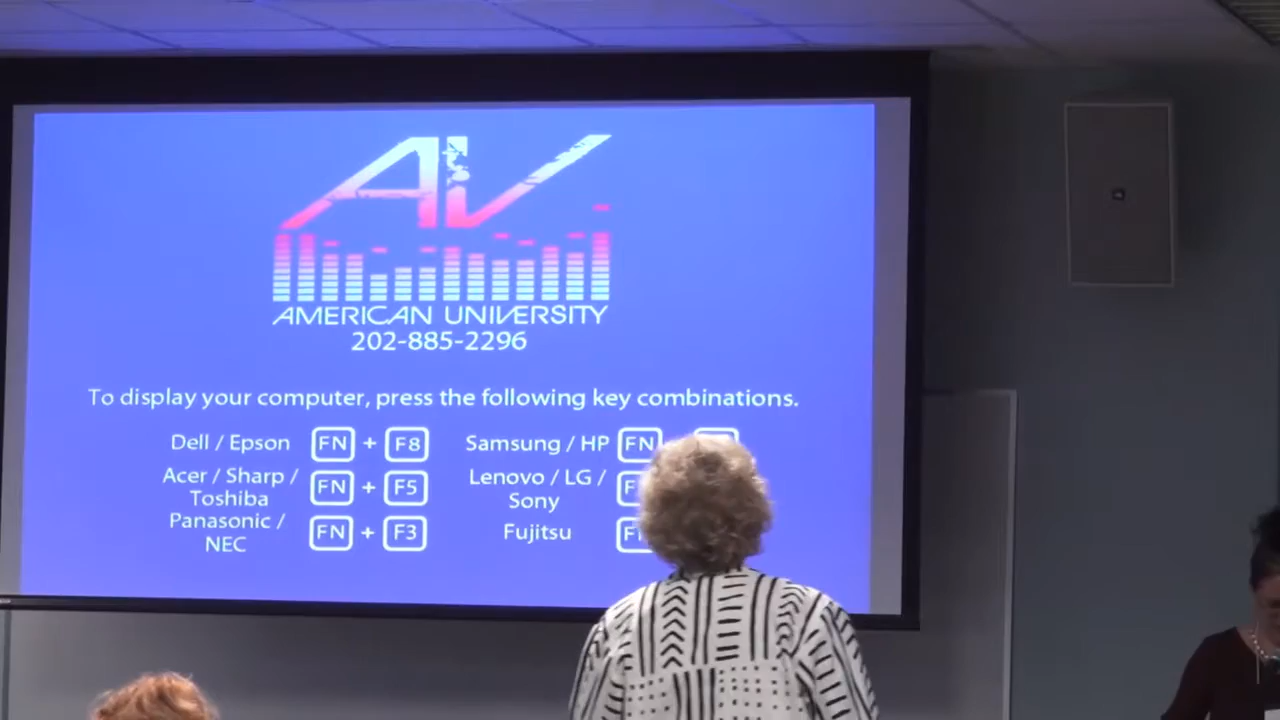 AV
AMERICAN UNIVERSITY
202-885-2296
To display your computer, press the following key combinations.
Dell / Epson FN + F8 Samsung / HP FN
Acer / Sharp / Toshiba FN + F5 Lenovo / LG / Sony
Panasonic / NEC FN + F3 Fujitsu